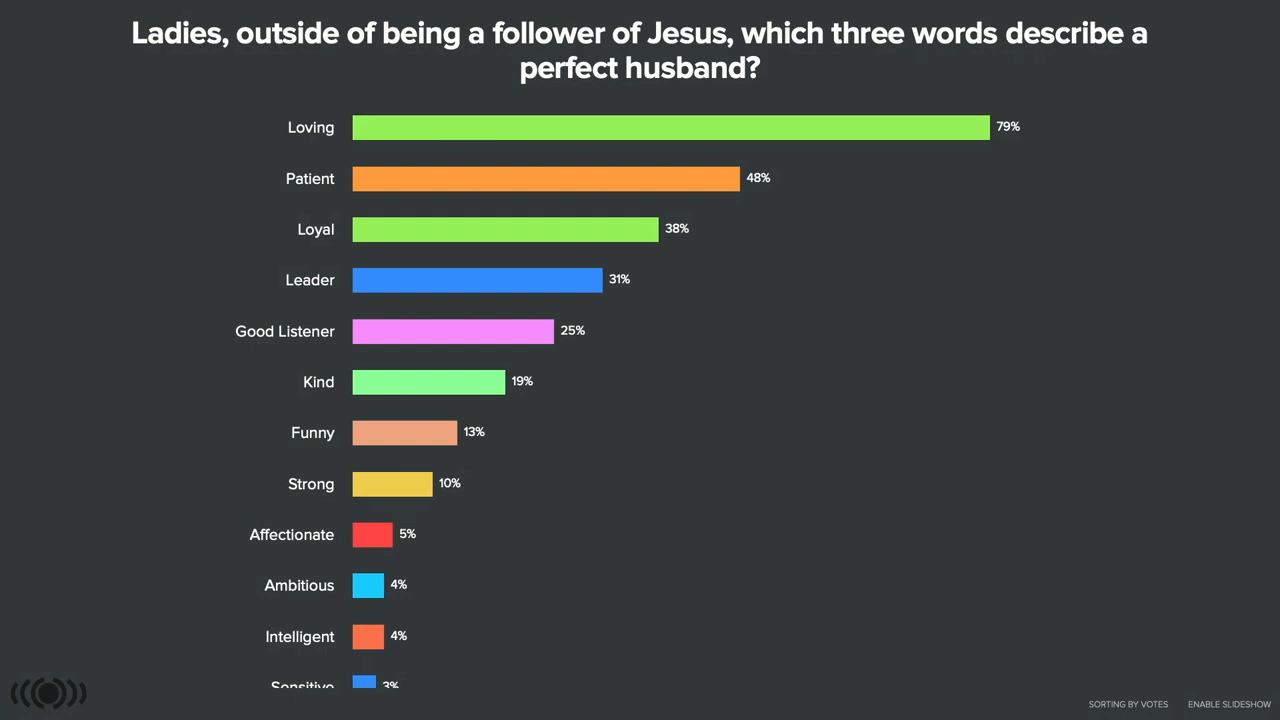 Ladies, outside of being a follower of Jesus, which three words describe a
perfect husband?
Loving 79%
Patient 48%
Loyal 38%
Leader 31%
Good Listener 25%
Kind 19%
Funny 13%
Strong 10%
Affectionate 5%
Ambitious 4%
Intelligent 4%
Sensitive 3%
SORTING BY VOTES ENABLE SLIDESHOW